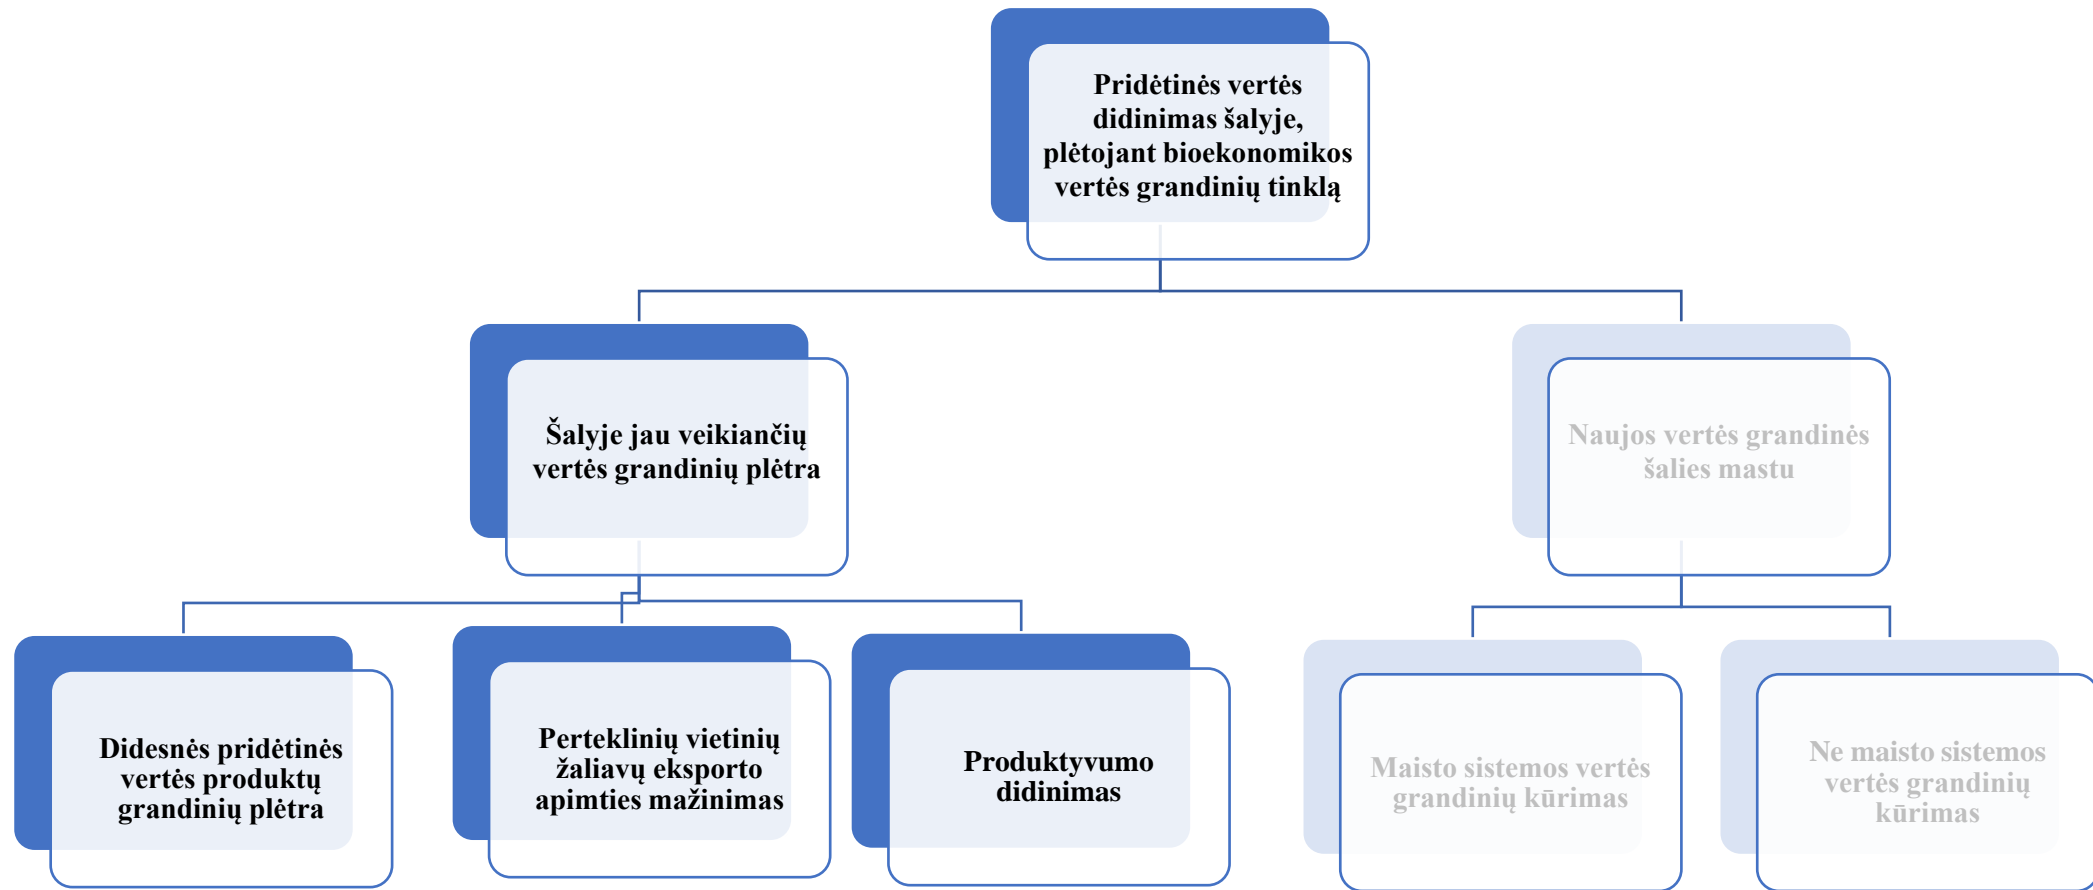 Pridėtinės vertės
didinimas šalyje,
plėtojant bioekonomikos
vertės grandinių tinklą
Šalyje jau veikiančių
vertės grandinių plėtra
Naujos vertės grandinės
šalies mastu
Didesnės pridėtinės
vertės produktų
grandinių plėtra
Perteklinių vietinių
žaliavų eksporto
apimties mažinimas
Produktyvumo
didinimas
Maisto sistemos vertės
grandinių kūrimas
Ne maisto sistemos
vertės grandinių
kūrimas